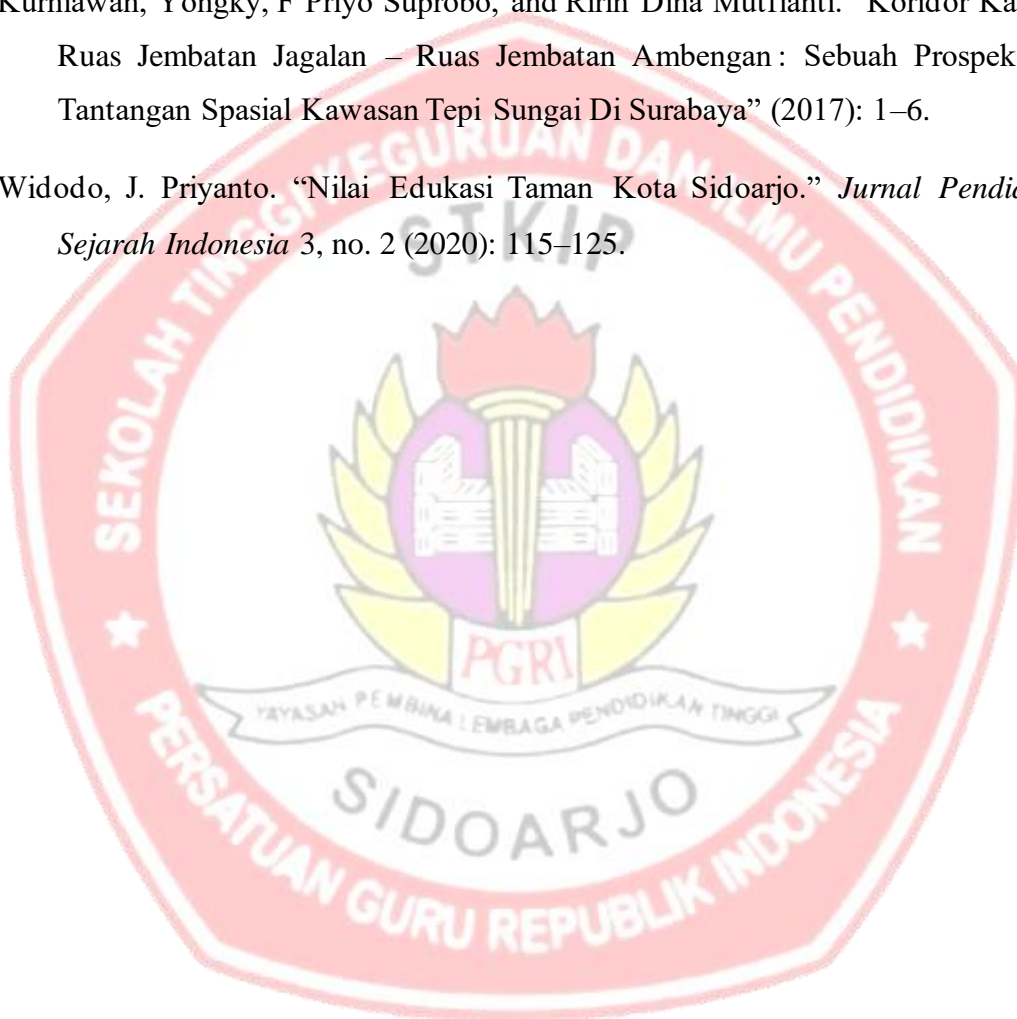 Kurniawan, Yongky, F Priyo Suprobo, and Ririn Dina Mutfianti. “Koridor
Ruas Jembatan Jagalan – Ruas Jembatan Ambengan : Sebuah Prospek
Tantangan Spasial Kawasan Tepi Sungai Di Surabaya” (2017): 1–6.
Widodo, J. Priyanto. “Nilai Edukasi Taman Kota Sidoarjo.” Jurnal
Sejarah Indonesia 3, no. 2 (2020): 115–125.
SEKOLAH TINGGI KEGURUAN DAN ILMU PENDIDIKAN
STKIP
PGRI
YAYASAN PEMBINA LEMBAGA PENDIDIKAN TINGGI
SIDOARJO
PERSATUAN GURU REPUBLIK INDONESIA